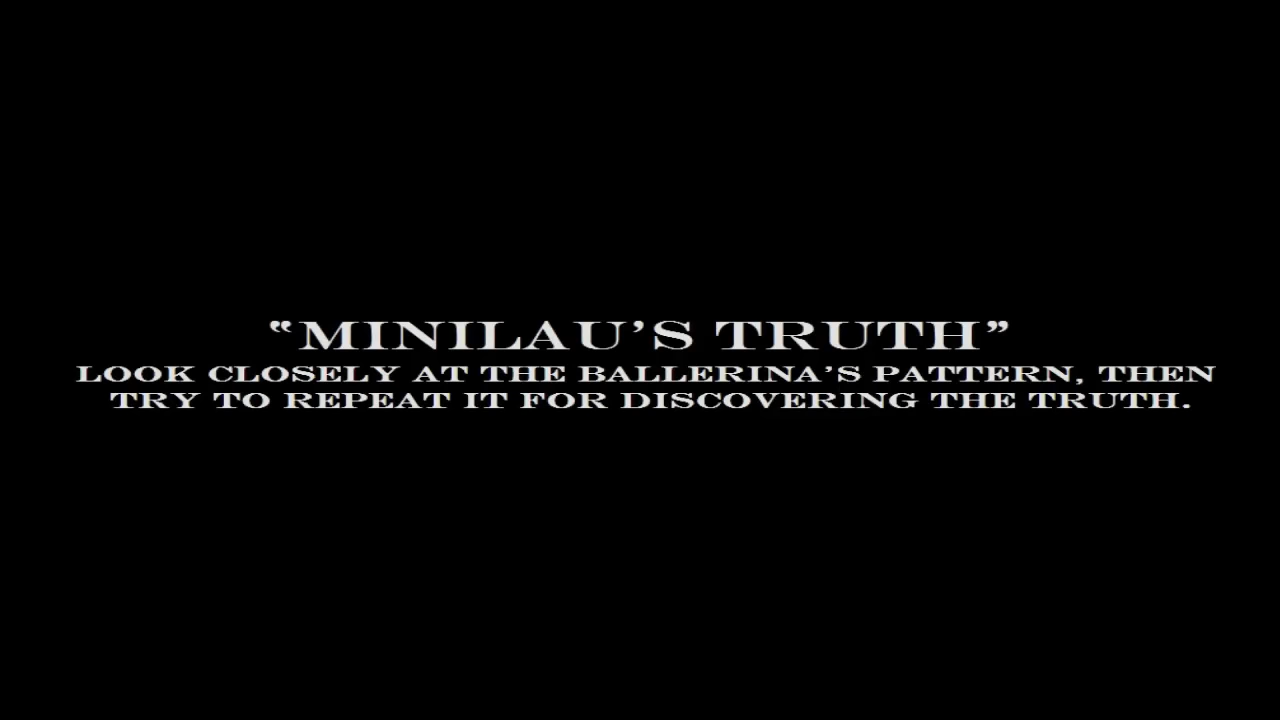 “MINILAU’S TRUTH”
LOOK CLOSELY AT THE BALLERINA’S PATTERN, THEN
TRY TO REPEAT IT FOR DISCOVERING THE TRUTH.